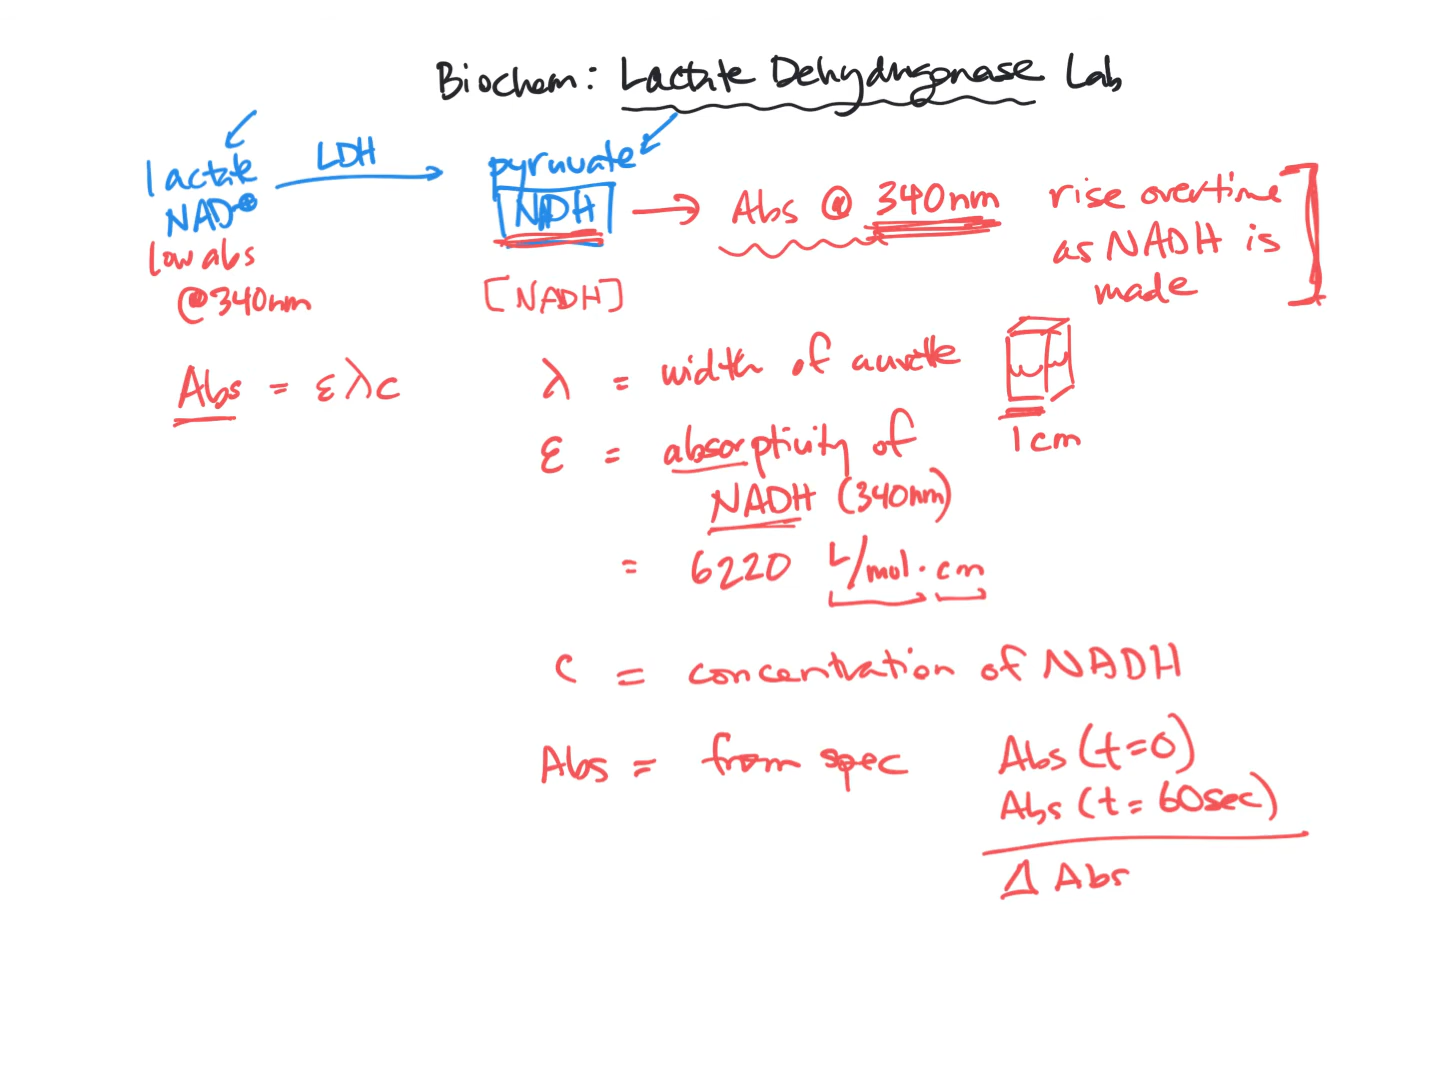 Biochem: Lactate Dehydrogenase Lab
lactate LDH pyruvate
NAD⊕ NADH → Abs @ 340nm rise overtime
as NADH is
made
low abs
@340nm [NADH]
Abs = ελc λ = width of cuvette
1cm
ε = absorptivity of
NADH (340nm)
= 6220 L/mol·cm
c = concentration of NADH
Abs = from spec Abs (t=0)
Abs (t=60sec)
Δ Abs